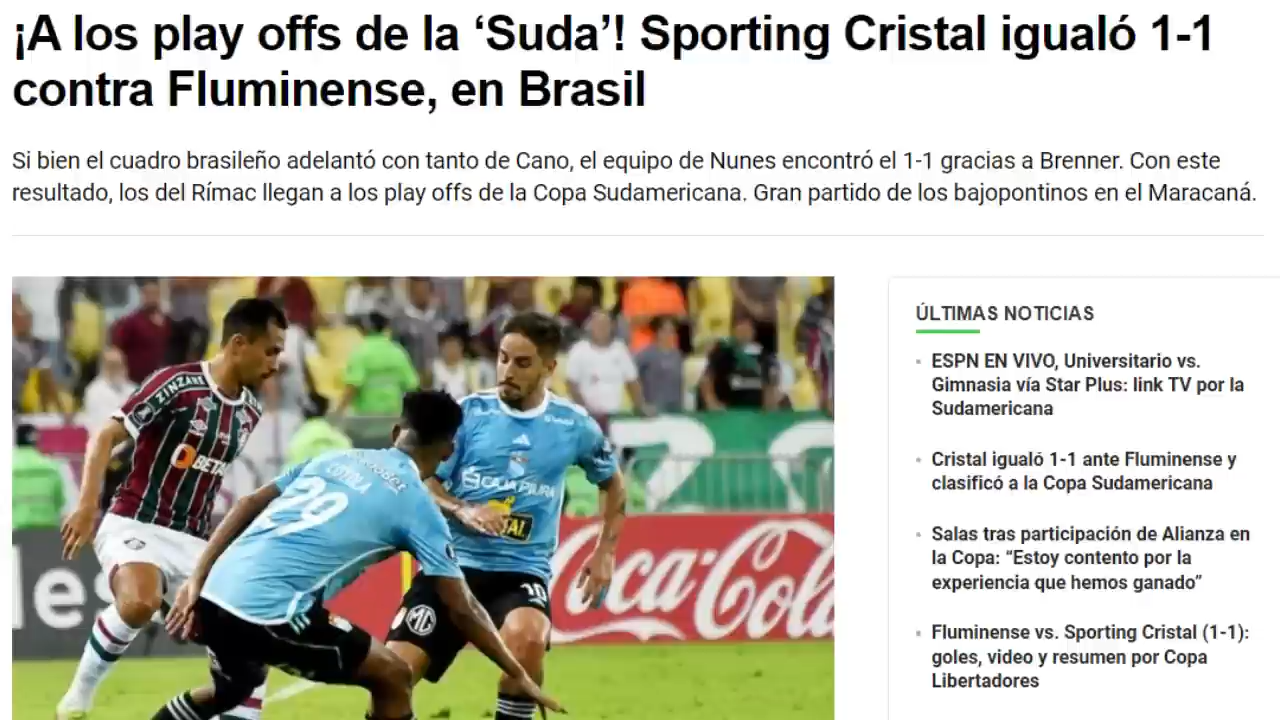 ¡A los play offs de la ‘Suda’! Sporting Cristal igualó 1-1
contra Fluminense, en Brasil
Si bien el cuadro brasileño adelantó con tanto de Cano, el equipo de Nunes encontró el 1-1 gracias a Brenner. Con este
resultado, los del Rímac llegan a los play offs de la Copa Sudamericana. Gran partido de los bajopontinos en el Maracaná.
ZINZANE
BETA
LOYOLA
29
CAJA PIURA
10
MG
Coca-Cola
ÚLTIMAS NOTICIAS
ESPN EN VIVO, Universitario vs.
Gimnasia vía Star Plus: link TV por la
Sudamericana
Cristal igualó 1-1 ante Fluminense y
clasificó a la Copa Sudamericana
Salas tras participación de Alianza en
la Copa: “Estoy contento por la
experiencia que hemos ganado”
Fluminense vs. Sporting Cristal (1-1):
goles, video y resumen por Copa
Libertadores